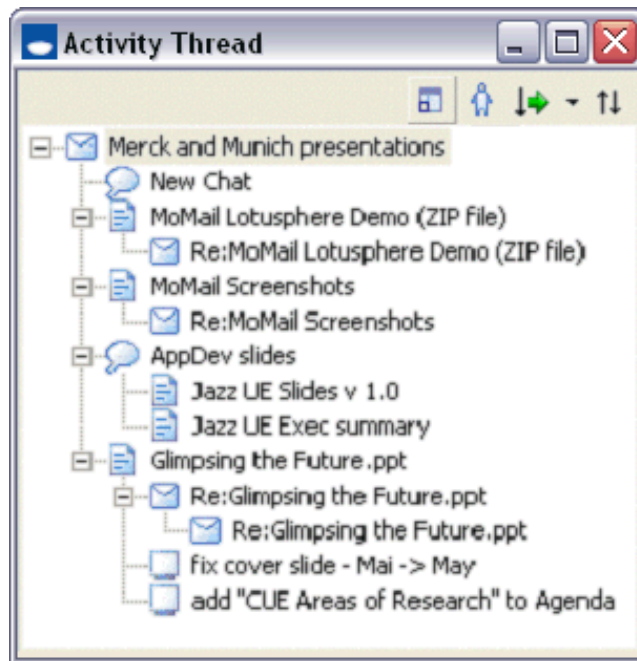 Activity Thread
Merck and Munich presentations
New Chat
MoMail Lotusphere Demo (ZIP file)
Re:MoMail Lotusphere Demo (ZIP file)
MoMail Screenshots
Re:MoMail Screenshots
AppDev slides
Jazz UE Slides v 1.0
Jazz UE Exec summary
Glimpsing the Future.ppt
Re:Glimpsing the Future.ppt
Re:Glimpsing the Future.ppt
fix cover slide - Mai -> May
add "CUE Areas of Research" to Agenda